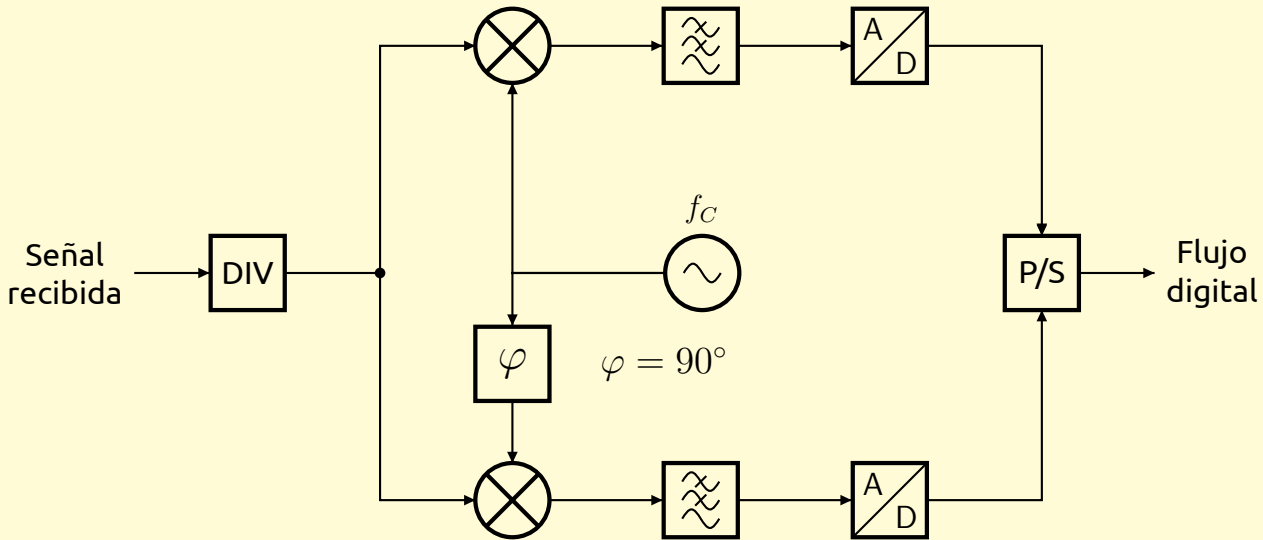 A
D
f_C
Señal
recibida
DIV
P/S
Flujo
digital
φ
φ = 90°
A
D